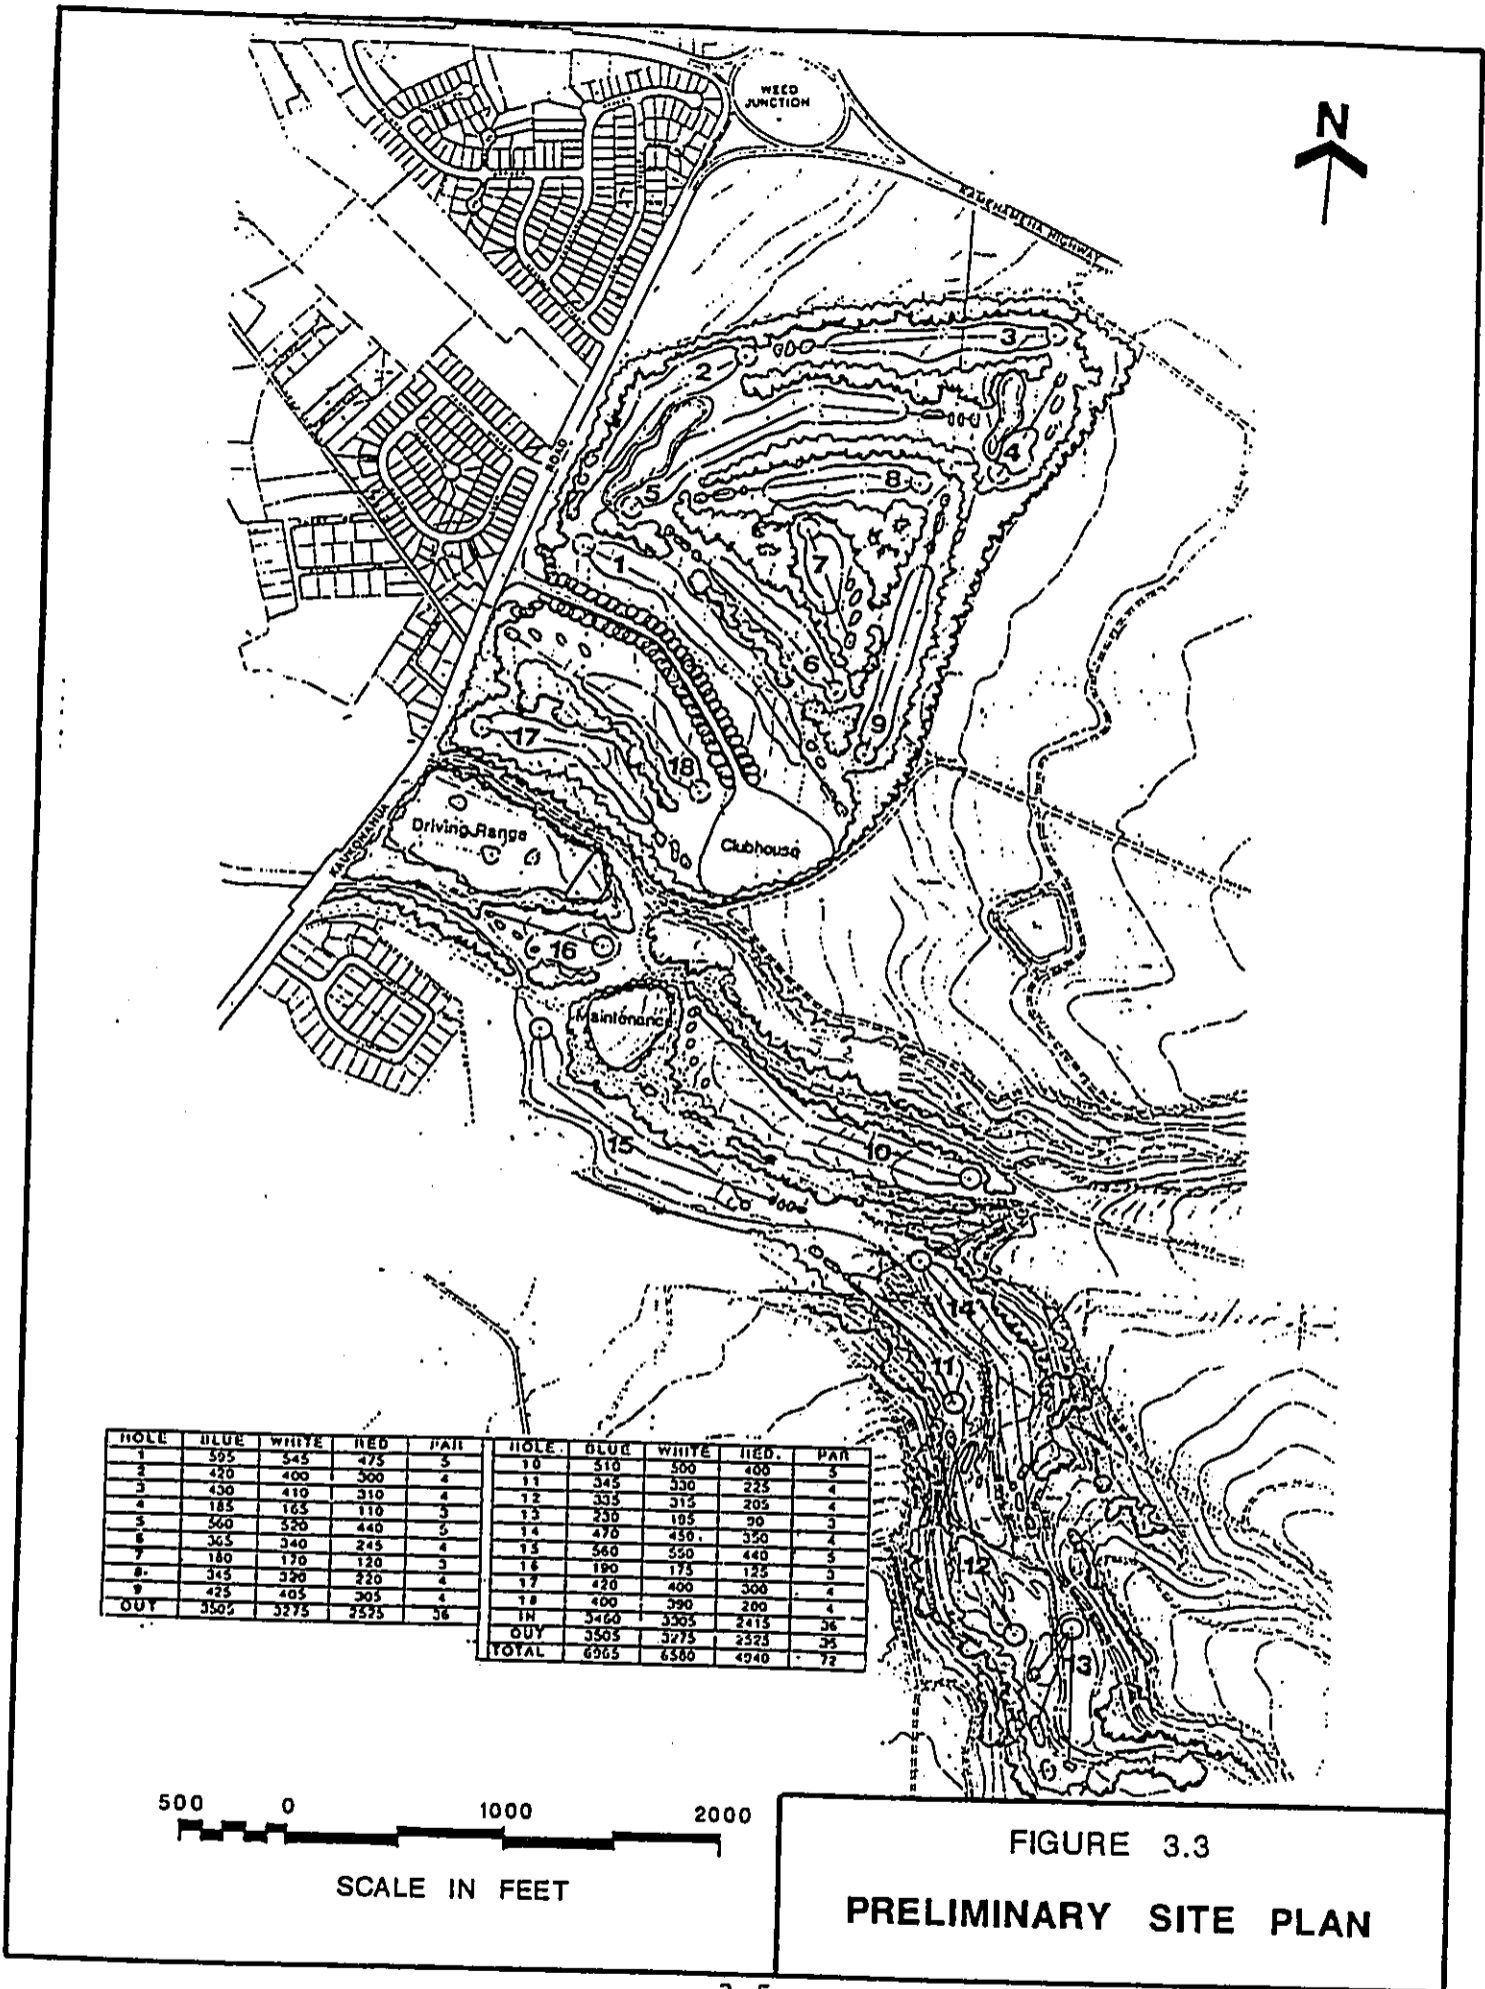 WEED
JUNCTION
N
KAMEHAMEHA HIGHWAY
3
2
4
8
5
ROAD
7
1
6
9
17
18
KAUKONAHUA
Driving Range
Clubhouse
16
Maintenance
15
10
14
11
12
13
HOLE BLUE WHITE RED PAR
1 595 545 475 5
2 420 400 300 4
3 430 410 310 4
4 185 165 110 3
5 560 520 440 5
6 365 340 245 4
7 180 170 120 3
8 345 320 220 4
9 425 405 305 4
OUT 3505 3275 2525 36
HOLE BLUE WHITE RED. PAR
10 510 500 400 5
11 345 330 225 4
12 335 315 205 4
13 230 195 90 3
14 470 450 350 4
15 560 550 440 5
16 190 175 125 3
17 420 400 300 4
18 400 390 280 4
IN 3460 3305 2415 36
OUT 3505 3275 2525
TOTAL 6965 6580 4940 72
500 0 1000 2000
SCALE IN FEET
FIGURE 3.3
PRELIMINARY SITE PLAN